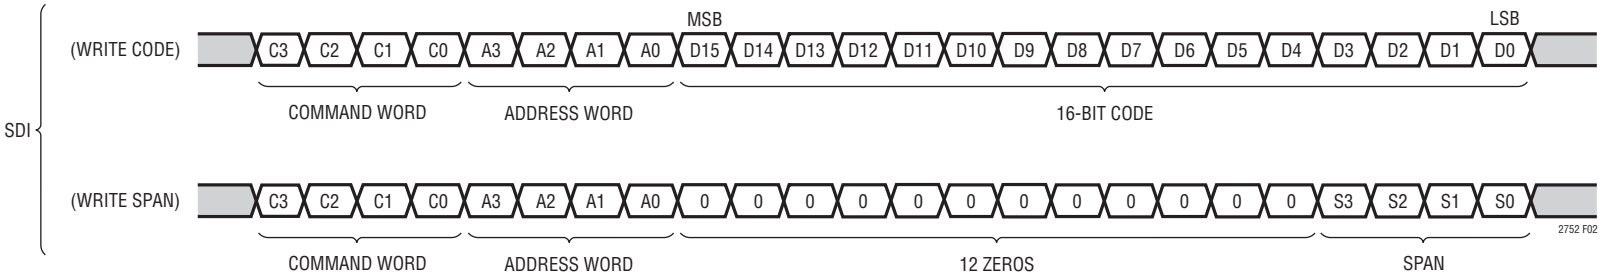 MSB LSB
(WRITE CODE) C3 C2 C1 C0 A3 A2 A1 A0 D15 D14 D13 D12 D11 D10 D9 D8 D7 D6 D5 D4 D3 D2 D1 D0
COMMAND WORD ADDRESS WORD 16-BIT CODE
SDI
(WRITE SPAN) C3 C2 C1 C0 A3 A2 A1 A0 0 0 0 0 0 0 0 0 0 0 0 0 S3 S2 S1 S0
2752 F02
COMMAND WORD ADDRESS WORD 12 ZEROS SPAN